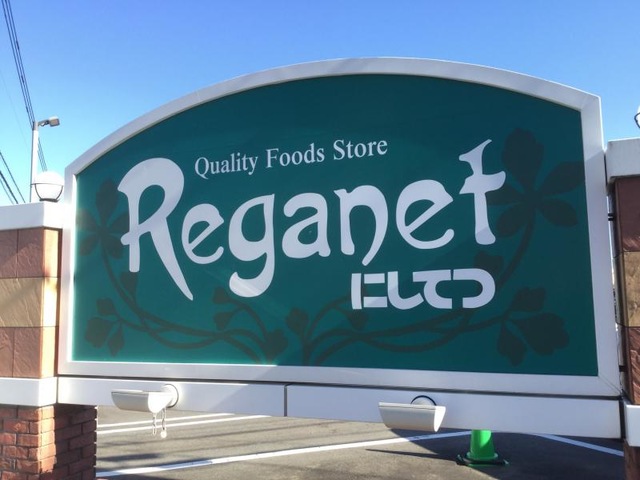 Quality Foods Store
Reganet
にしてつ